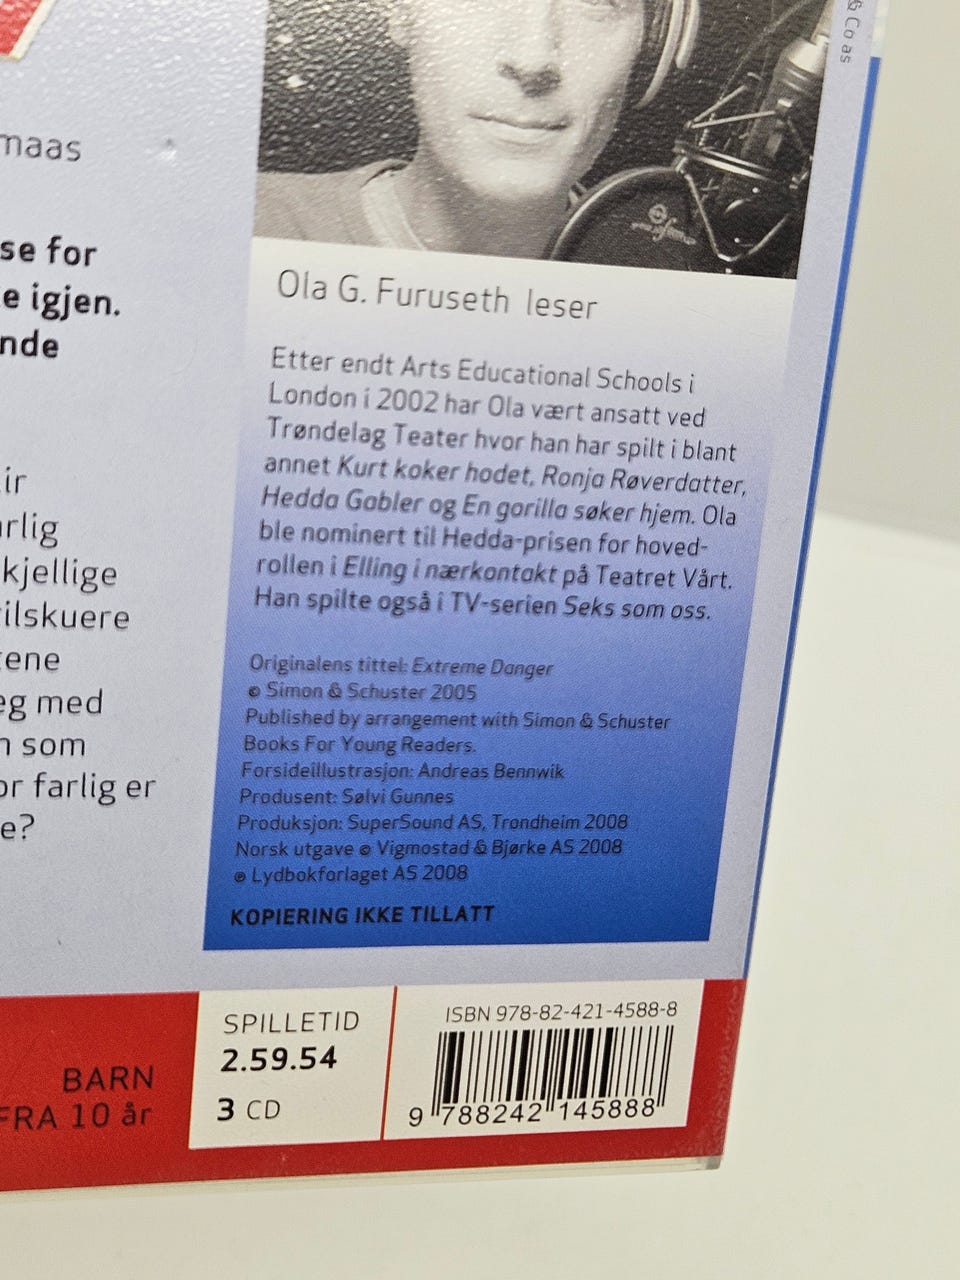 & Co as
maas
se for
e igjen.
nde
ir
arlig
kjellige
ilskuere
ene
eg med
n som
or farlig er
e?
Ola G. Furuseth leser
Etter endt Arts Educational Schools i
London i 2002 har Ola vært ansatt ved
Trøndelag Teater hvor han har spilt i blant
annet Kurt koker hodet, Ronja Røverdatter,
Hedda Gabler og En gorilla søker hjem. Ola
ble nominert til Hedda-prisen for hoved-
rollen i Elling i nærkontakt på Teatret Vårt.
Han spilte også i TV-serien Seks som oss.
Originalens tittel: Extreme Danger
© Simon & Schuster 2005
Published by arrangement with Simon & Schuster
Books For Young Readers.
Forsideillustrasjon: Andreas Bennwik
Produsent: Sølvi Gunnes
Produksjon: SuperSound AS, Trondheim 2008
Norsk utgave © Vigmostad & Bjørke AS 2008
℗ Lydbokforlaget AS 2008
KOPIERING IKKE TILLATT
BARN
FRA 10 år
SPILLETID
2.59.54
3 CD
ISBN 978-82-421-4588-8
9 788242 145888